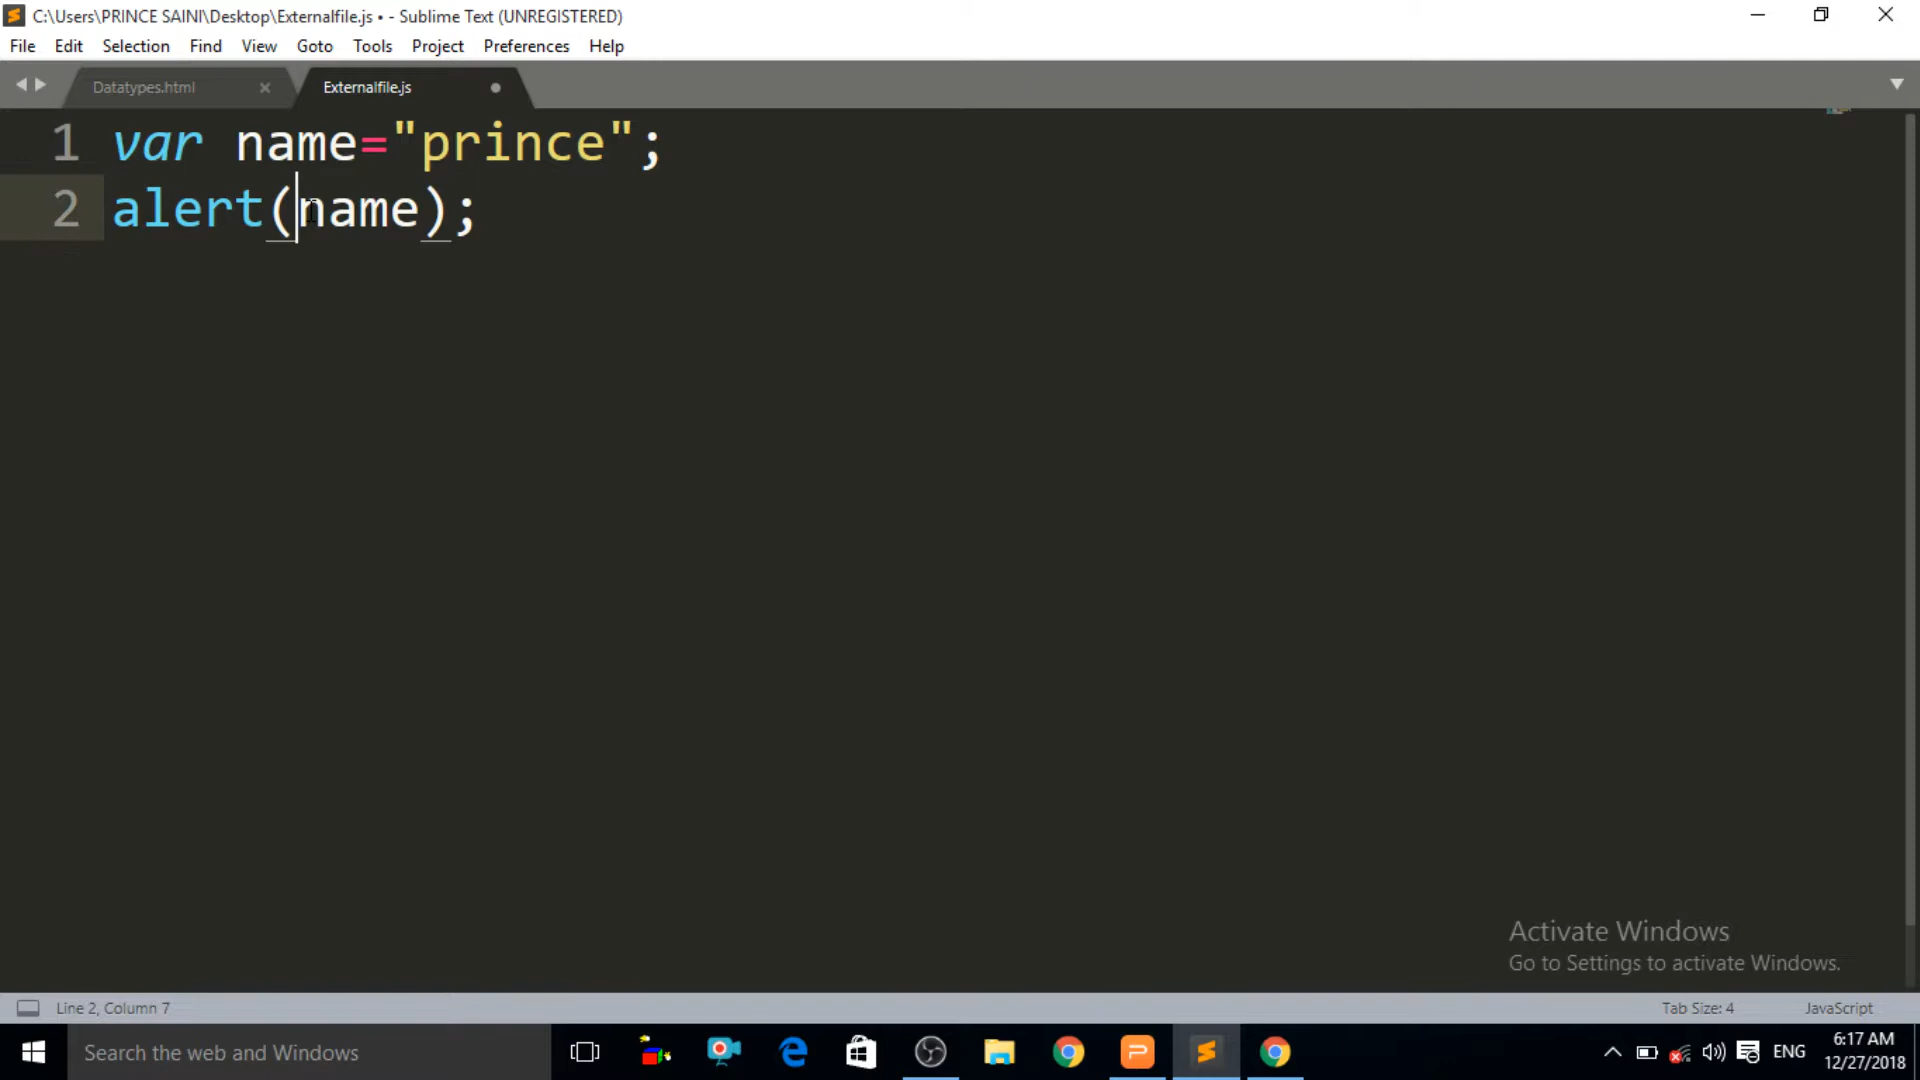 C:\Users\PRINCE SAINI\Desktop\Externalfile.js • - Sublime Text (UNREGISTERED)
File Edit Selection Find View Goto Tools Project Preferences Help
Datatypes.html Externalfile.js
1 var name="prince";
2 alert(name);
Activate Windows
Go to Settings to activate Windows.
Line 2, Column 7 Tab Size: 4 JavaScript
Search the web and Windows ENG 6:17 AM
12/27/2018